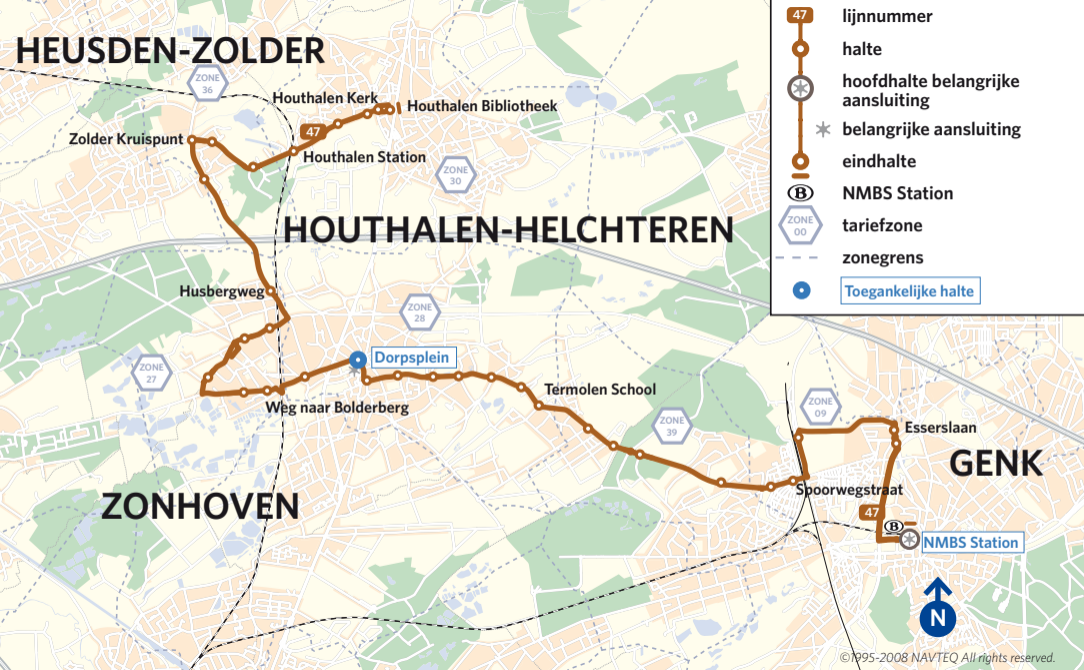 HEUSDEN-ZOLDER
ZONE
36
Houthalen Kerk
Houthalen Bibliotheek
47
Zolder Kruispunt
Houthalen Station
ZONE
30
HOUTHALEN-HELCHTEREN
Husbergweg
ZONE
28
ZONE
27
Dorpsplein
Weg naar Bolderberg
Termolen School
ZONE
39
ZONE
09
Esserslaan
GENK
Spoorwegstraat
ZONHOVEN
47
B
NMBS Station
N
©1995-2008 NAVTEQ All rights reserved.
47
lijnnummer
halte
hoofdhalte belangrijke
aansluiting
belangrijke aansluiting
eindhalte
B
NMBS Station
ZONE
00
tariefzone
zonegrens
Toegankelijke halte